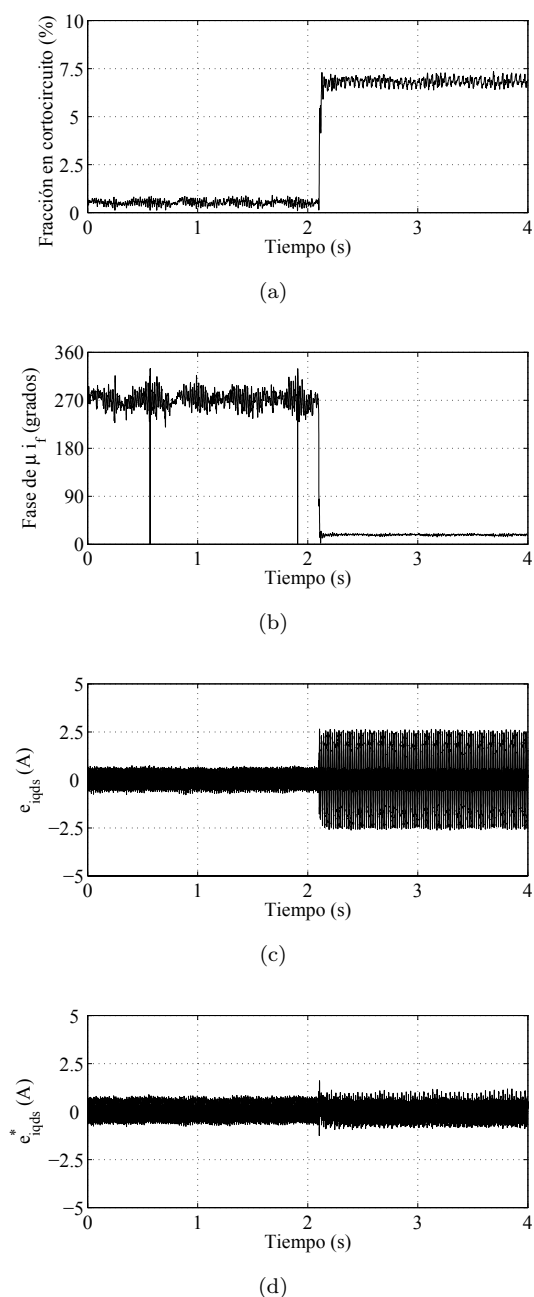 10
7.5
5
2.5
0
Fracción en cortocircuito (%)
0 1 2 3 4
Tiempo (s)
(a)
360
270
180
90
0
Fase de μ i_f (grados)
0 1 2 3 4
Tiempo (s)
(b)
5
2.5
0
−2.5
−5
e_iqds (A)
0 1 2 3 4
Tiempo (s)
(c)
5
2.5
0
−2.5
−5
e*_iqds (A)
0 1 2 3 4
Tiempo (s)
(d)